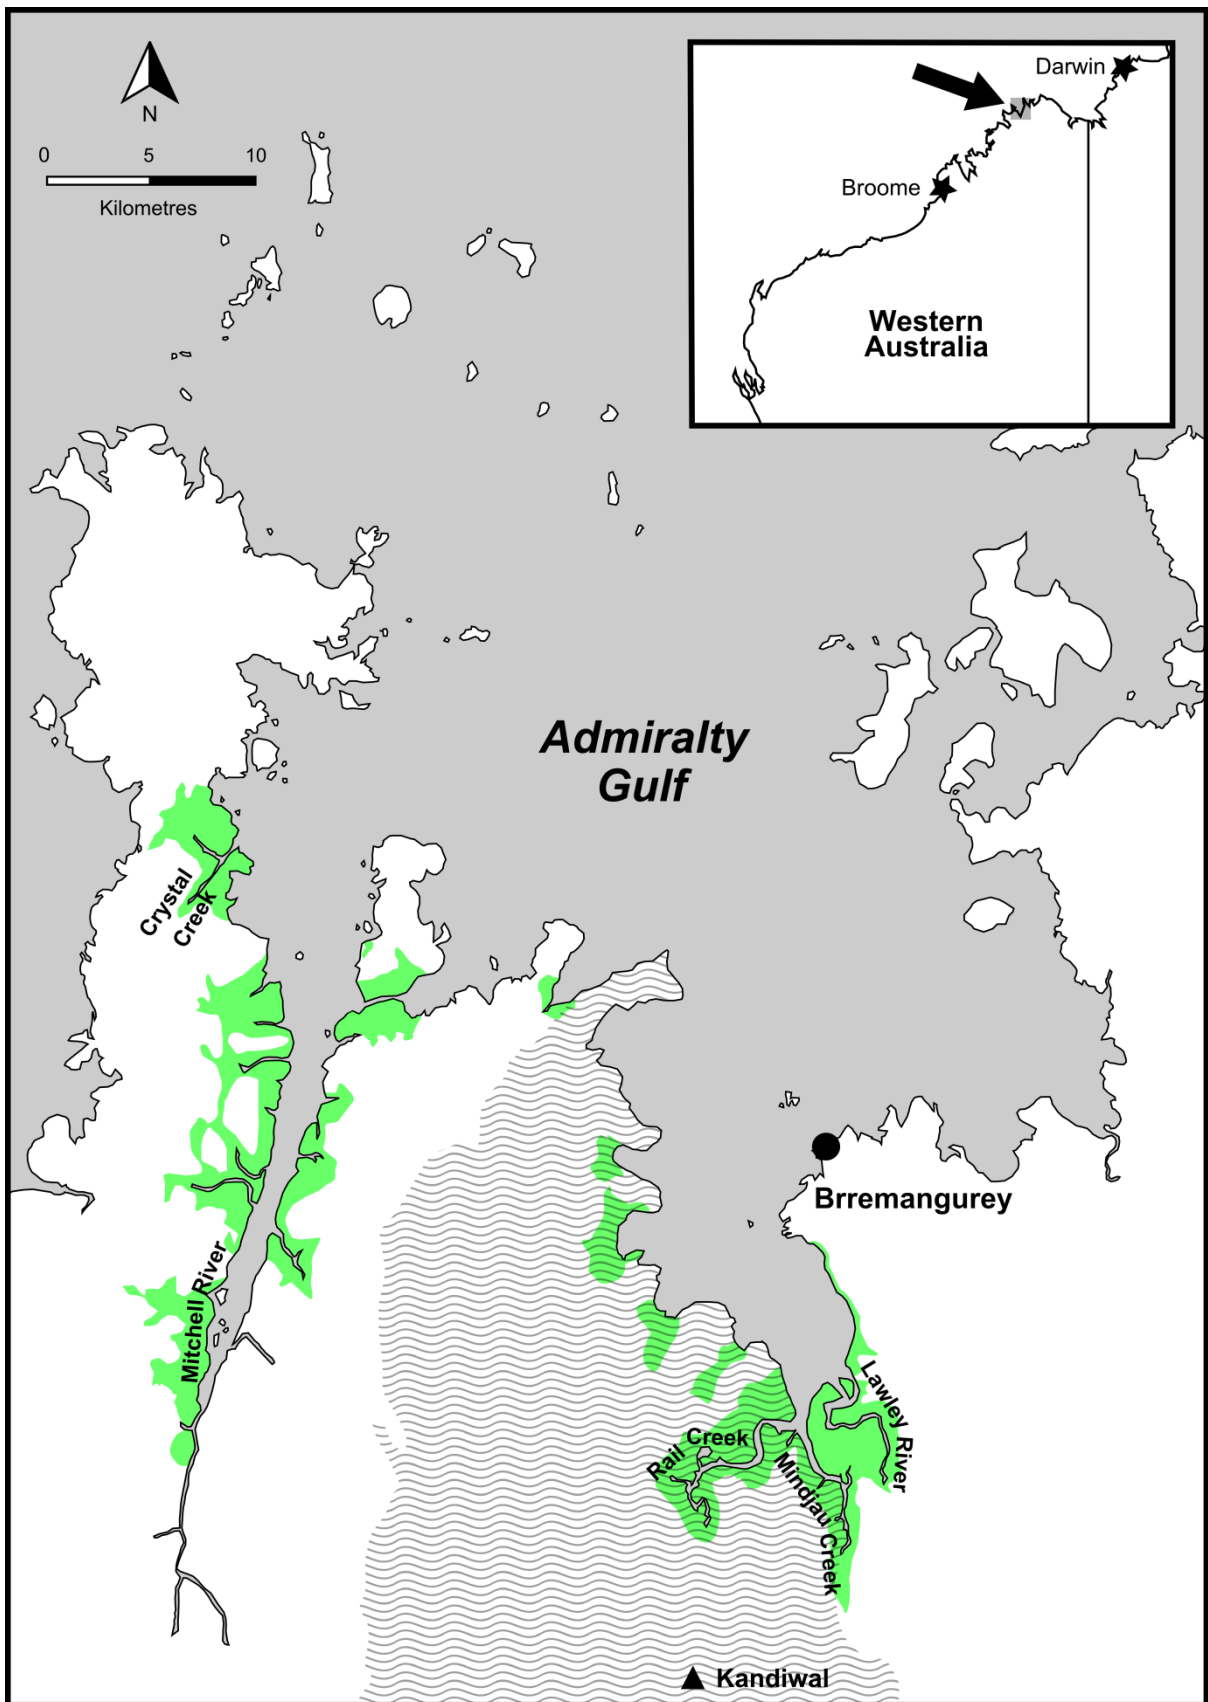 N
0 5 10
Kilometres
Darwin
Broome
Western
Australia
Admiralty
Gulf
Crystal
Creek
Brremangurey
Mitchell River
Lawley River
Rail Creek
Mindjau Creek
Kandiwal